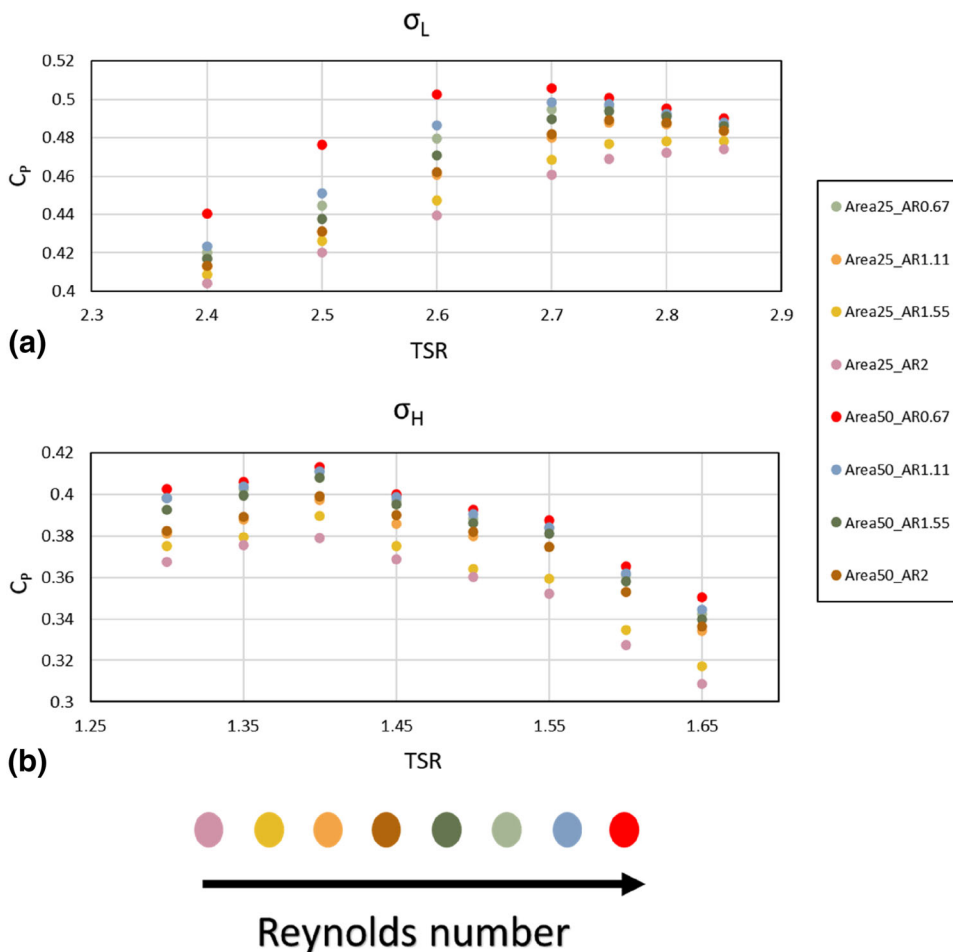 σL
0.52
0.5
0.48
0.46
0.44
0.42
0.4
CP
2.3 2.4 2.5 2.6 2.7 2.8 2.9
TSR
(a)
σH
0.42
0.4
0.38
0.36
0.34
0.32
0.3
CP
1.25 1.35 1.45 1.55 1.65
TSR
(b)
Area25_AR0.67
Area25_AR1.11
Area25_AR1.55
Area25_AR2
Area50_AR0.67
Area50_AR1.11
Area50_AR1.55
Area50_AR2
Reynolds number